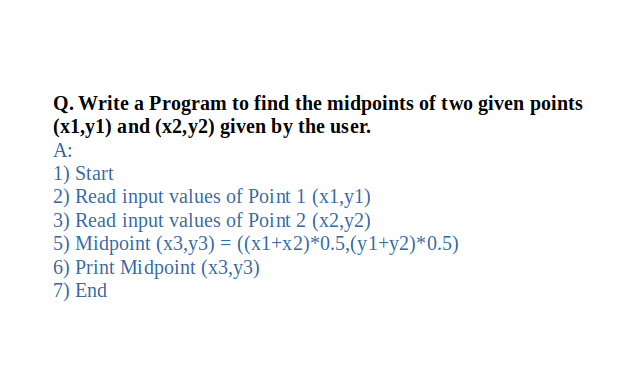 Q. Write a Program to find the midpoints of two given points
(x1,y1) and (x2,y2) given by the user.
A:
1) Start
2) Read input values of Point 1 (x1,y1)
3) Read input values of Point 2 (x2,y2)
5) Midpoint (x3,y3) = ((x1+x2)*0.5,(y1+y2)*0.5)
6) Print Midpoint (x3,y3)
7) End